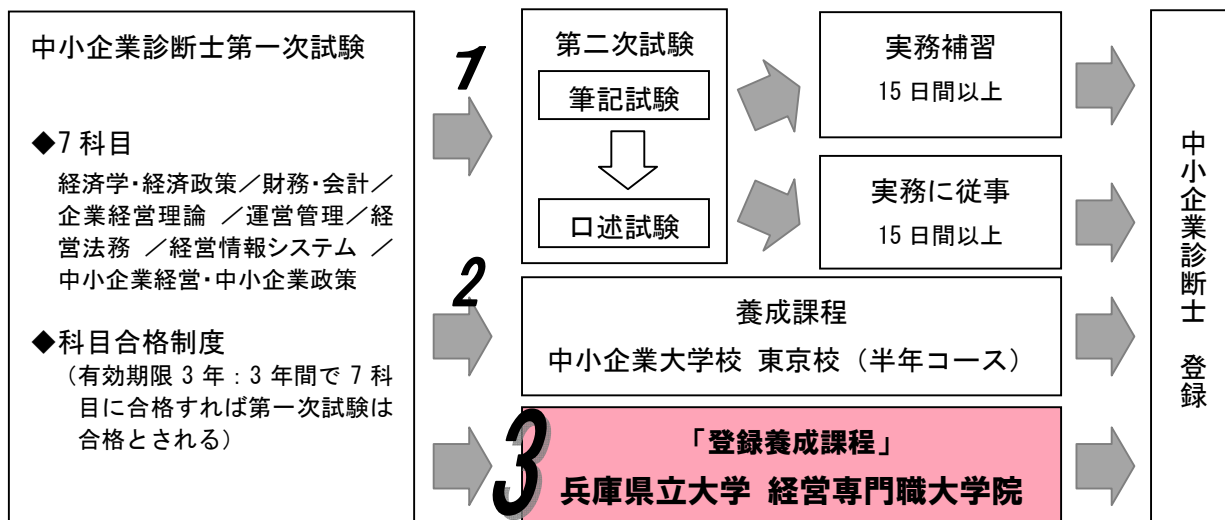 中小企業診断士第一次試験
◆7 科目
経済学・経済政策／財務・会計／
企業経営理論 ／運営管理／経
営法務 ／経営情報システム ／
中小企業経営・中小企業政策
◆科目合格制度
（有効期限 3 年：3 年間で 7 科
目に合格すれば第一次試験は
合格とされる）
1
第二次試験
筆記試験
口述試験
実務補習
15 日間以上
実務に従事
15 日間以上
2
養成課程
中小企業大学校 東京校（半年コース）
3
「登録養成課程」
兵庫県立大学 経営専門職大学院
中小企業診断士 登録